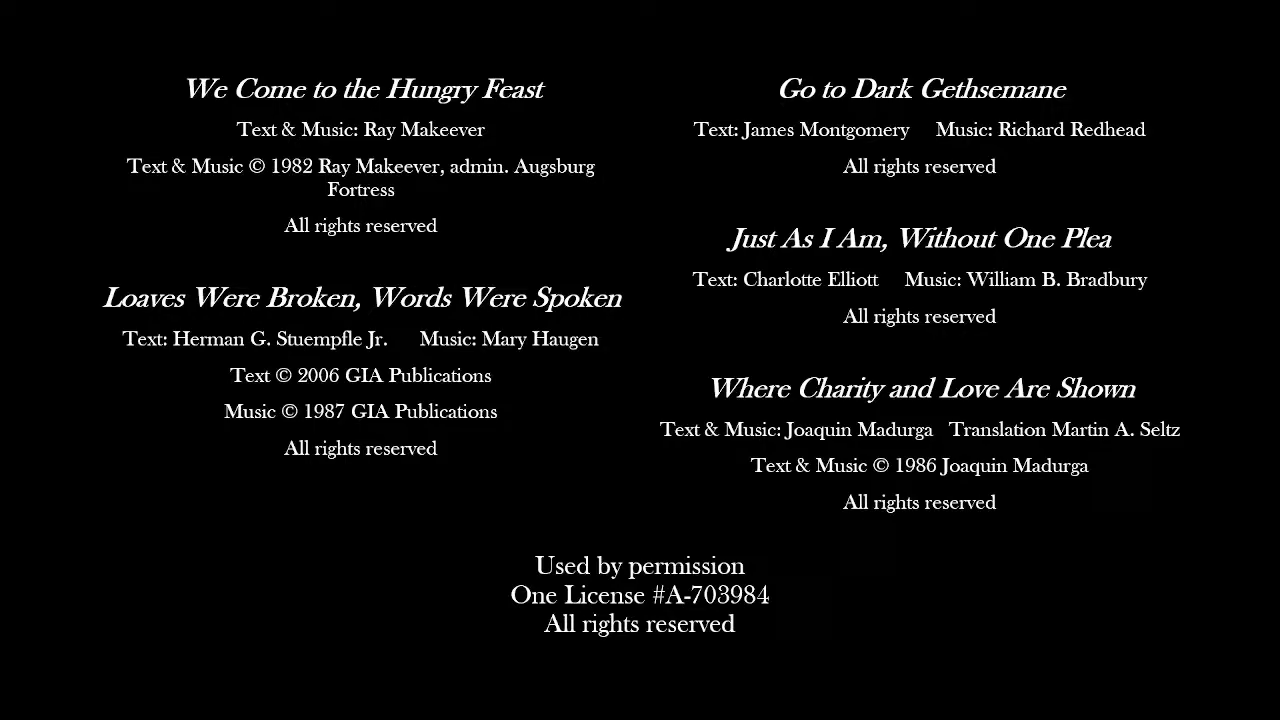 We Come to the Hungry Feast
Text & Music: Ray Makeever
Text & Music © 1982 Ray Makeever, admin. Augsburg
Fortress
All rights reserved
Loaves Were Broken, Words Were Spoken
Text: Herman G. Stuempfle Jr. Music: Mary Haugen
Text © 2006 GIA Publications
Music © 1987 GIA Publications
All rights reserved
Go to Dark Gethsemane
Text: James Montgomery Music: Richard Redhead
All rights reserved
Just As I Am, Without One Plea
Text: Charlotte Elliott Music: William B. Bradbury
All rights reserved
Where Charity and Love Are Shown
Text & Music: Joaquin Madurga Translation Martin A. Seltz
Text & Music © 1986 Joaquin Madurga
All rights reserved
Used by permission
One License #A-703984
All rights reserved